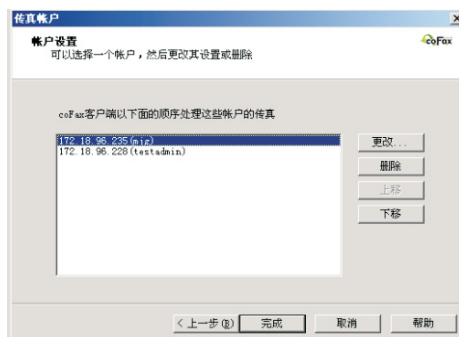 传真帐户
帐户设置
可以选择一个帐户，然后更改其设置或删除
coFax
coFax客户端以下面的顺序处理这些帐户的传真
172.18.96.235(mig)
172.18.96.228(testadmin)
更改...
删除
上移
下移
< 上一步(B)
完成
取消
帮助